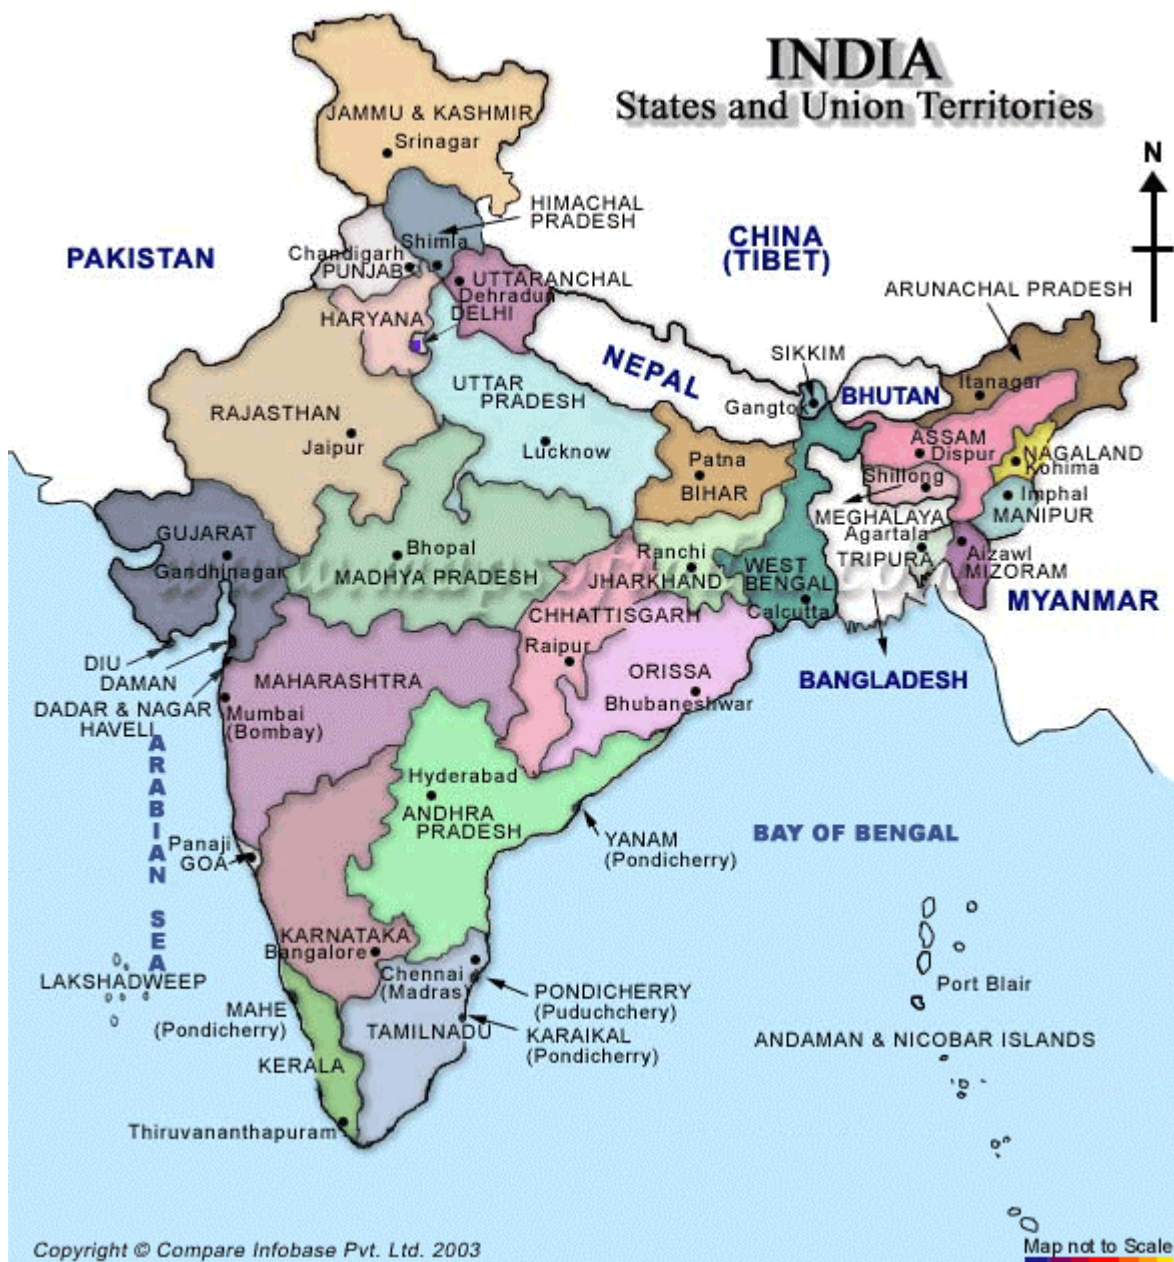 INDIA
States and Union Territories
N
JAMMU & KASHMIR
Srinagar
HIMACHAL
PRADESH
PAKISTAN
CHINA
(TIBET)
Shimla
Chandigarh
PUNJAB
UTTARANCHAL
Dehradun
DELHI
HARYANA
ARUNACHAL PRADESH
NEPAL
SIKKIM
Gangtok
BHUTAN
Itanagar
UTTAR
PRADESH
Lucknow
RAJASTHAN
Jaipur
Patna
BIHAR
ASSAM
Dispur
NAGALAND
Kohima
Shillong
MEGHALAYA
Imphal
MANIPUR
Agartala
TRIPURA
Aizawl
MIZORAM
MYANMAR
GUJARAT
Gandhinagar
Bhopal
MADHYA PRADESH
Ranchi
JHARKHAND
WEST
BENGAL
Calcutta
CHHATTISGARH
Raipur
ORISSA
Bhubaneshwar
BANGLADESH
DIU
DAMAN
DADAR & NAGAR
HAVELI
MAHARASHTRA
Mumbai
(Bombay)
ARABIAN SEA
Hyderabad
ANDHRA
PRADESH
YANAM
(Pondicherry)
BAY OF BENGAL
Panaji
GOA
KARNATAKA
Bangalore
LAKSHADWEEP
Chennai
(Madras)
PONDICHERRY
(Puduchchery)
MAHE
(Pondicherry)
TAMILNADU
KARAIKAL
(Pondicherry)
KERALA
Thiruvananthapuram
Port Blair
ANDAMAN & NICOBAR ISLANDS
Copyright © Compare Infobase Pvt. Ltd. 2003
Map not to Scale